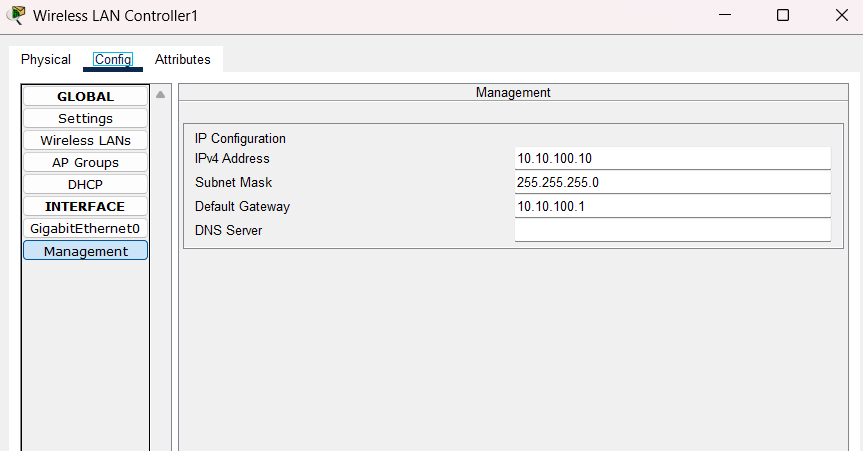 Wireless LAN Controller1
Physical Config Attributes
GLOBAL
Settings
Wireless LANs
AP Groups
DHCP
INTERFACE
GigabitEthernet0
Management
Management
IP Configuration
IPv4 Address 10.10.100.10
Subnet Mask 255.255.255.0
Default Gateway 10.10.100.1
DNS Server